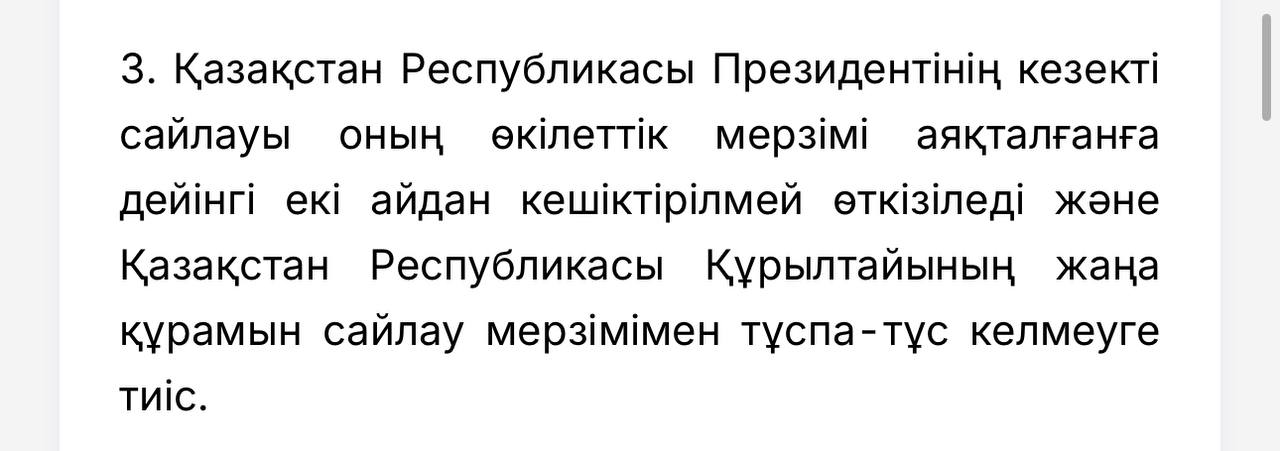 3. Қазақстан Республикасы Президентінің кезекті
сайлауы оның өкілеттік мерзімі аяқталғанға
дейінгі екі айдан кешіктірілмей өткізіледі және
Қазақстан Республикасы Құрылтайының жаңа
құрамын сайлау мерзімімен тұспа-тұс келмеуге
тиіс.